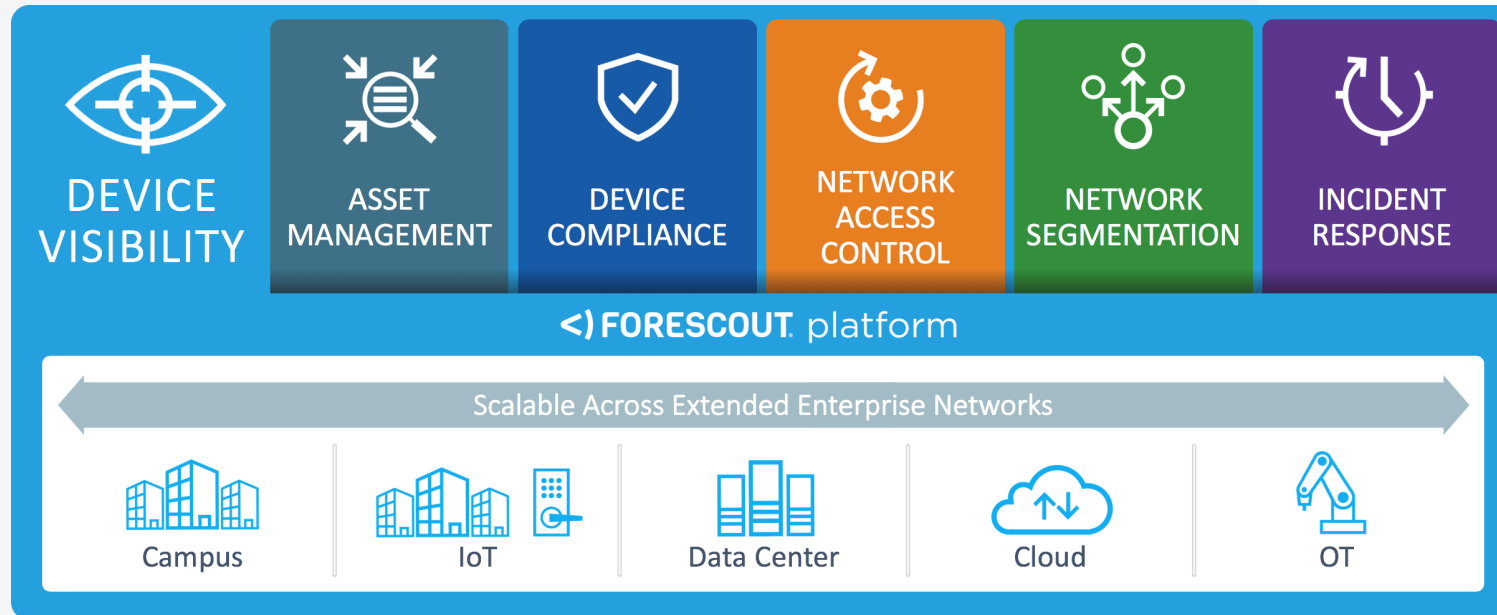 DEVICE
VISIBILITY
ASSET
MANAGEMENT
DEVICE
COMPLIANCE
NETWORK
ACCESS
CONTROL
NETWORK
SEGMENTATION
INCIDENT
RESPONSE
<) FORESCOUT. platform
Scalable Across Extended Enterprise Networks
Campus
IoT
Data Center
Cloud
OT